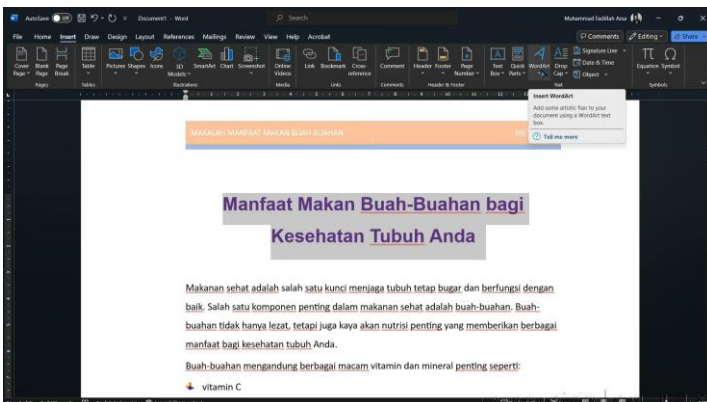 AutoSave Off Document1 - Word Search Muhammad Fadillah Arsa
File Home Insert Draw Design Layout References Mailings Review View Help Acrobat Comments Editing Share
Cover Page Blank Page Page Break Table Pictures Shapes Icons 3D Models SmartArt Chart Screenshot Online Videos Link Bookmark Cross-reference Comment Header Footer Page Number Text Box Quick Parts WordArt Drop Cap Signature Line Date & Time Object Equation Symbol
Pages Tables Illustrations Media Links Comments Header & Footer Text Symbols
Insert WordArt
Add some artistic flair to your
document using a WordArt text
box.
Tell me more
MAKALAH MANFAAT MAKAN BUAH-BUAHAN
Manfaat Makan Buah-Buahan bagi
Kesehatan Tubuh Anda
Makanan sehat adalah salah satu kunci menjaga tubuh tetap bugar dan berfungsi dengan
baik. Salah satu komponen penting dalam makanan sehat adalah buah-buahan. Buah-
buahan tidak hanya lezat, tetapi juga kaya akan nutrisi penting yang memberikan berbagai
manfaat bagi kesehatan tubuh Anda.
Buah-buahan mengandung berbagai macam vitamin dan mineral penting seperti:
vitamin C